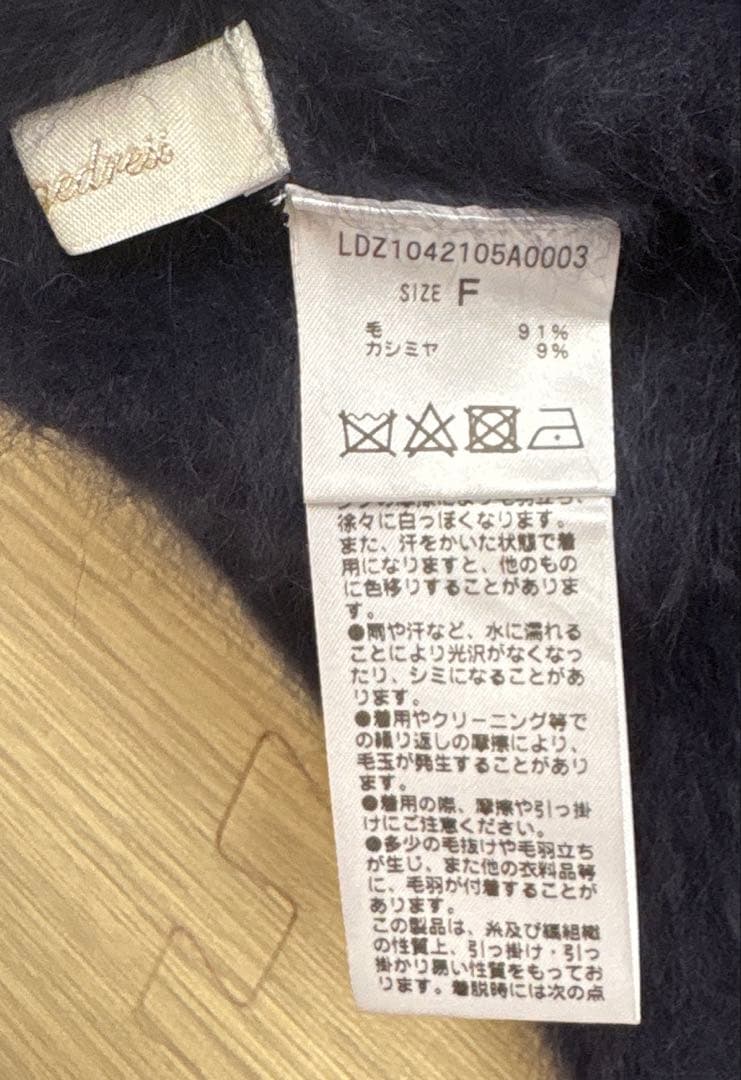 gedress
LDZ1042105A0003
SIZE F
毛 91%
カシミヤ 9%
徐々に白っぽくなります。
また、汗をかいた状態で着
用になりますと、他のもの
に色移りすることがありま
す。
●雨や汗など、水に濡れる
ことにより光沢がなくなっ
たり、シミになることがあ
ります。
●着用やクリーニング等で
の繰り返しの摩擦により、
毛玉が発生することがあり
ます。
●着用の際、摩擦や引っ掛
けにご注意ください。
●多少の毛抜けや毛羽立ち
が生じ、また他の衣料品等
に、毛羽が付着することが
あります。
この製品は、糸及び編組織
の性質上、引っ掛け・引っ
掛かり易い性質をもってお
ります。着脱時には次の点